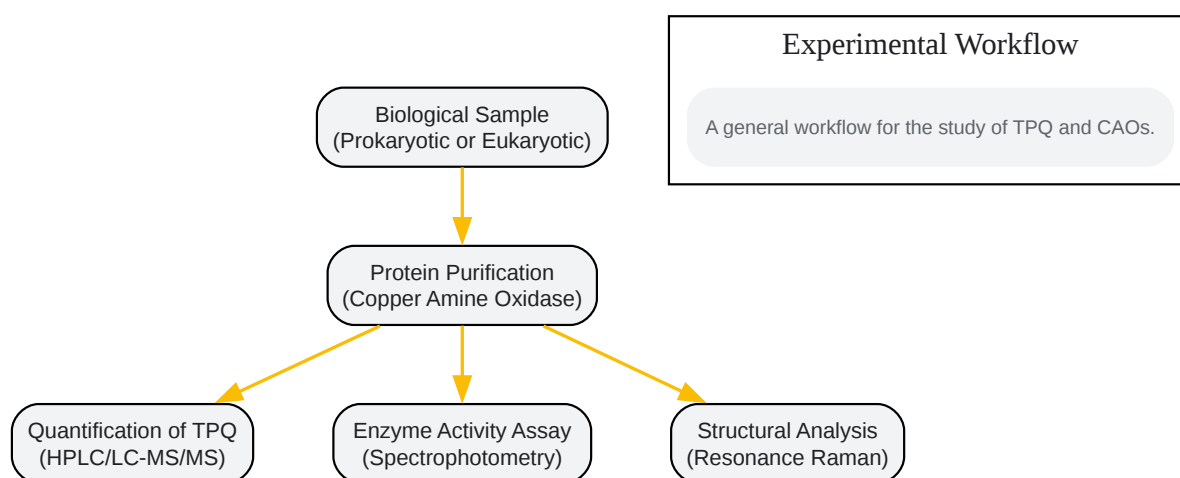 Experimental Workflow
A general workflow for the study of TPQ and CAOs.
Biological Sample
(Prokaryotic or Eukaryotic)
Protein Purification
(Copper Amine Oxidase)
Quantification of TPQ
(HPLC/LC-MS/MS)
Enzyme Activity Assay
(Spectrophotometry)
Structural Analysis
(Resonance Raman)